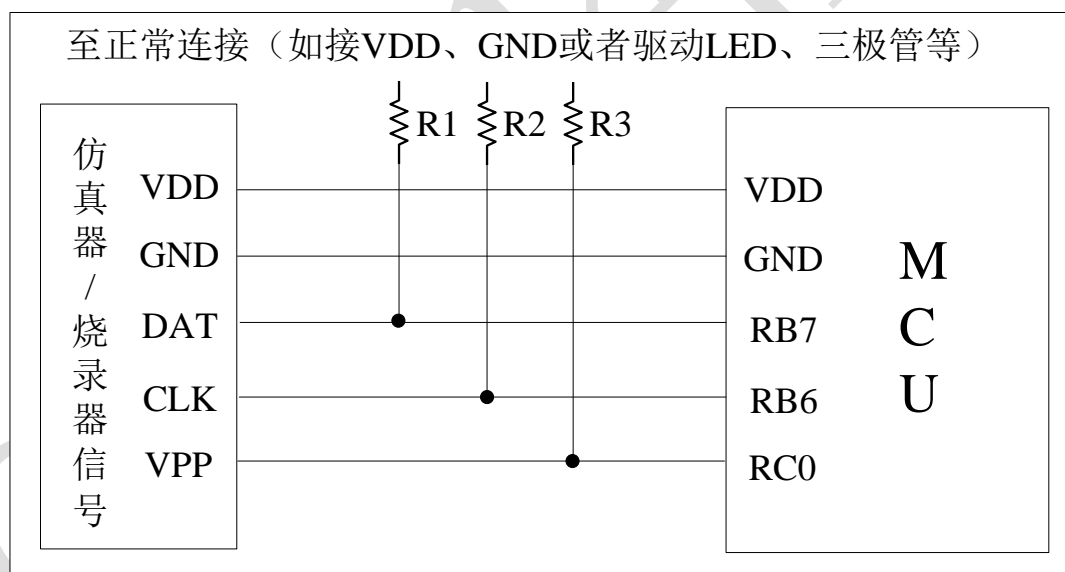 至正常连接（如接VDD、GND或者驱动LED、三极管等）
R1 R2 R3
仿真器/烧录器信号
VDD
GND
DAT
CLK
VPP
VDD
GND
RB7
RB6
RC0
MCU